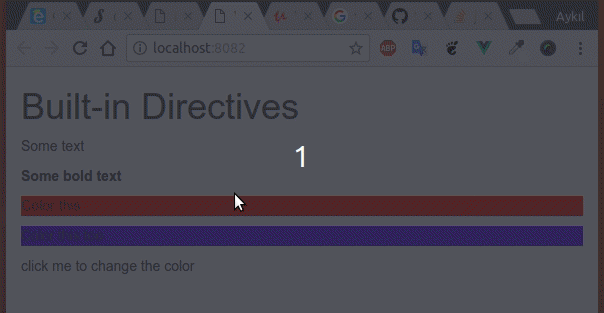 Aykil
localhost:8082
ABP
Built-in Directives
Some text
1
Some bold text
Color this
click me to change the color